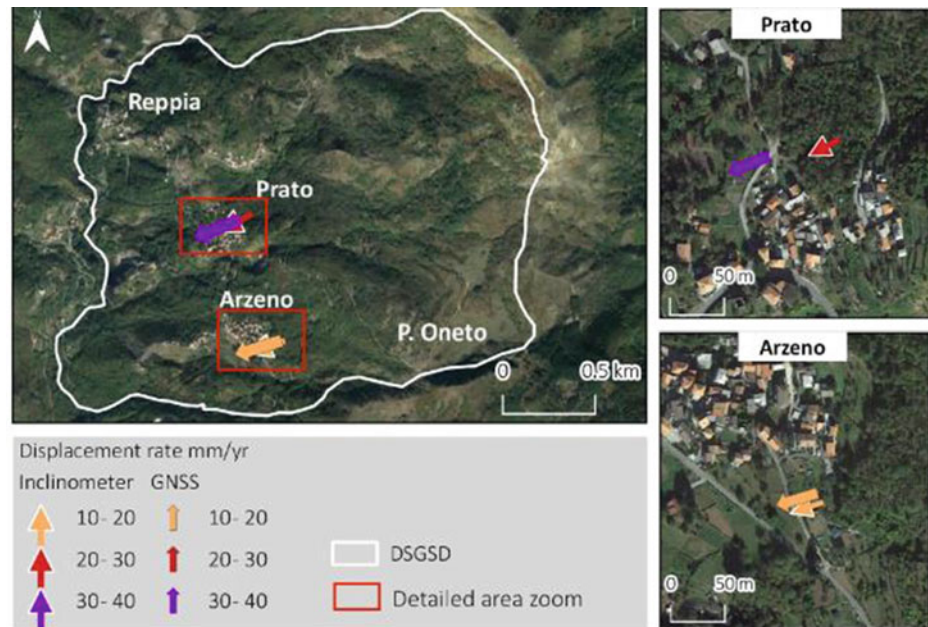 N
Reppia
Prato
Arzeno
P. Oneto
0 0.5 km
Prato
0 50 m
Arzeno
0 50 m
Displacement rate mm/yr
Inclinometer GNSS
10-20 10-20
20-30 20-30 DSGSD
30-40 30-40 Detailed area zoom